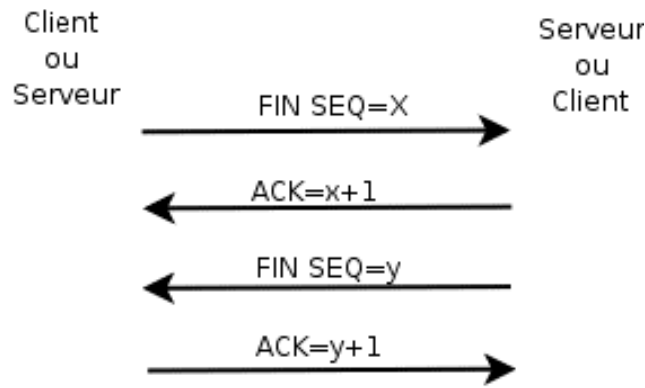 Client
ou
Serveur
Serveur
ou
Client
FIN SEQ=X
ACK=x+1
FIN SEQ=y
ACK=y+1